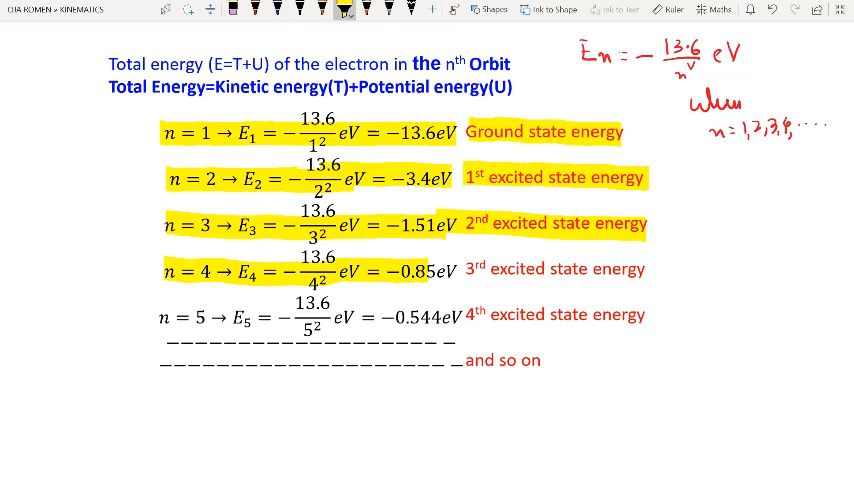 OJA ROMEN » KINEMATICS
Shapes
Ink to Shape
Ink to Text
Ruler
Maths
Total energy (E=T+U) of the electron in the nth Orbit
Total Energy=Kinetic energy(T)+Potential energy(U)
En = - 13.6/n² eV
when
n = 1, 2, 3, 4, ....
n = 1 → E₁ = − 13.6/1² eV = −13.6eV Ground state energy
n = 2 → E₂ = − 13.6/2² eV = −3.4eV 1st excited state energy
n = 3 → E₃ = − 13.6/3² eV = −1.51eV 2nd excited state energy
n = 4 → E₄ = − 13.6/4² eV = −0.85eV 3rd excited state energy
n = 5 → E₅ = − 13.6/5² eV = −0.544eV 4th excited state energy
and so on